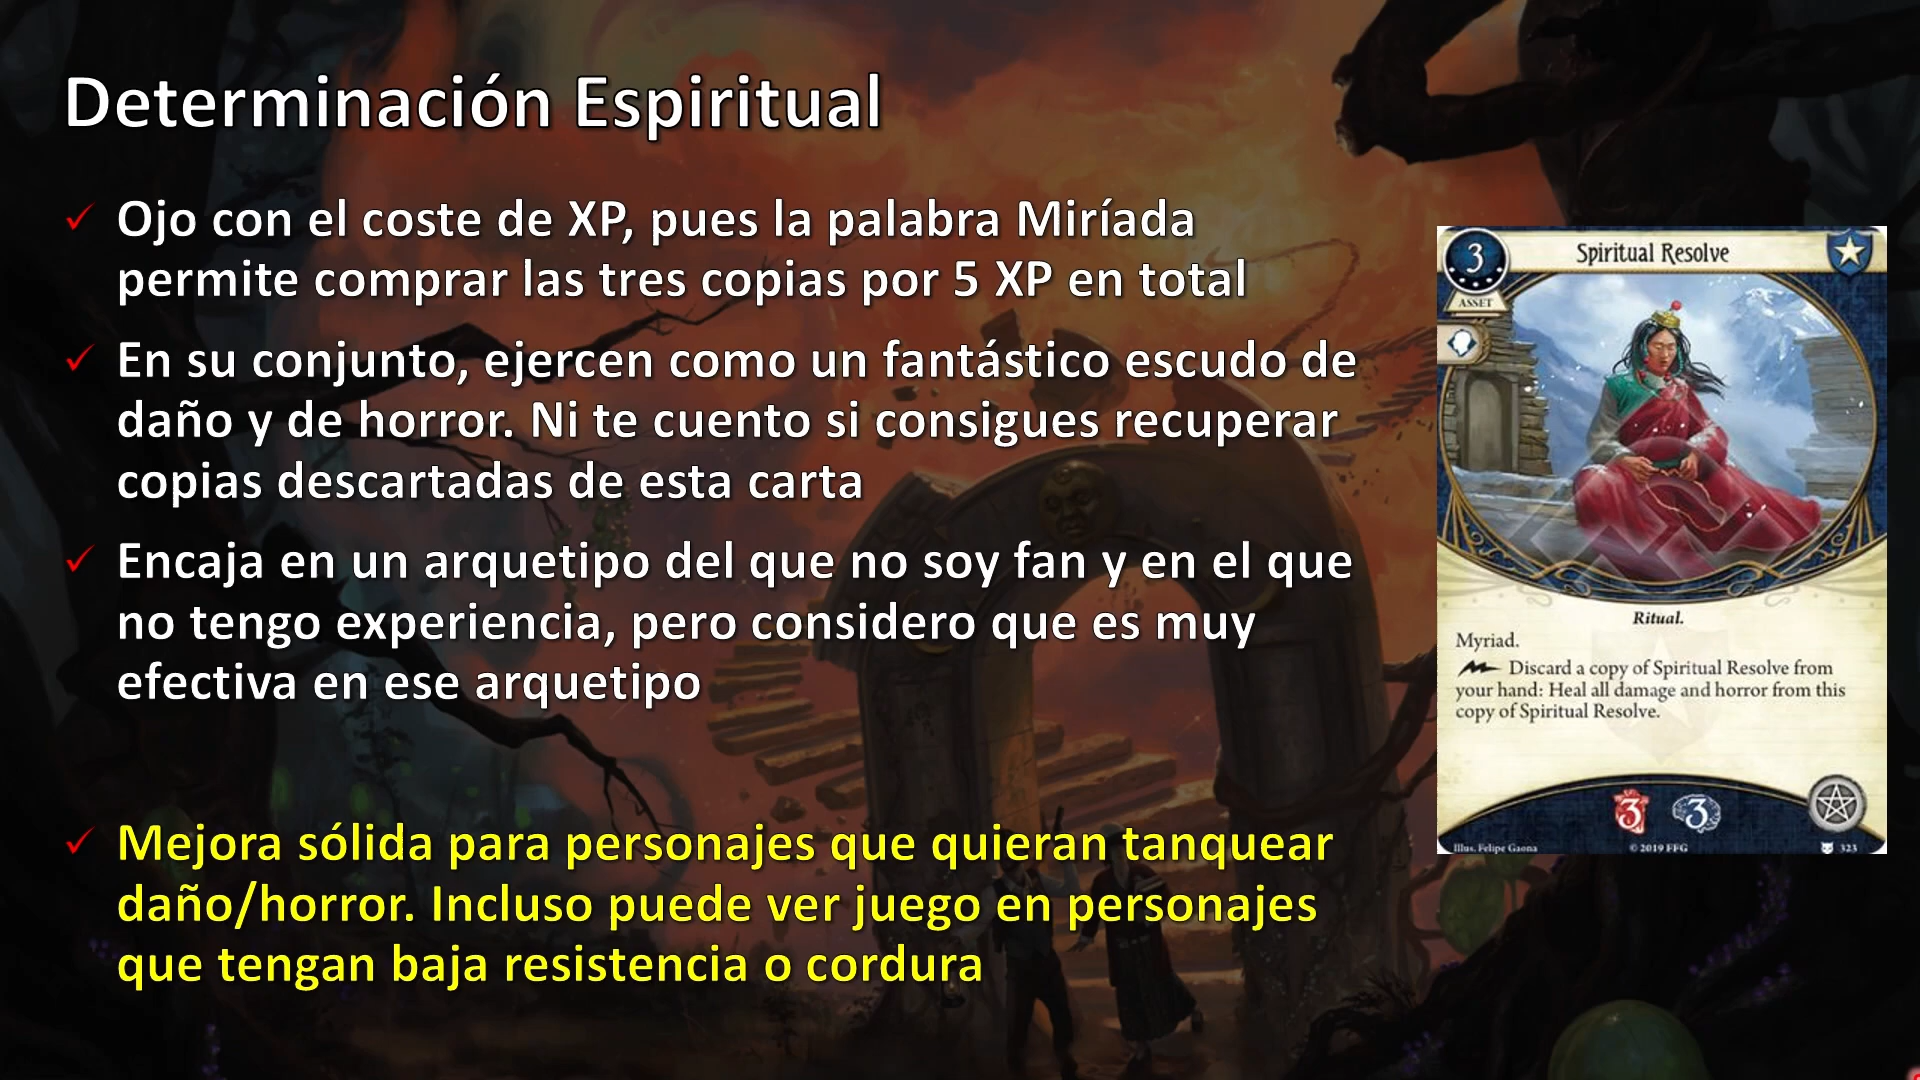 Determinación Espiritual
Ojo con el coste de XP, pues la palabra Miríada
permite comprar las tres copias por 5 XP en total
En su conjunto, ejercen como un fantástico escudo de
daño y de horror. Ni te cuento si consigues recuperar
copias descartadas de esta carta
Encaja en un arquetipo del que no soy fan y en el que
no tengo experiencia, pero considero que es muy
efectiva en ese arquetipo
Mejora sólida para personajes que quieran tanquear
daño/horror. Incluso puede ver juego en personajes
que tengan baja resistencia o cordura
3
Spiritual Resolve
ASSET
Ritual.
Myriad.
Discard a copy of Spiritual Resolve from
your hand: Heal all damage and horror from this
copy of Spiritual Resolve.
3 3
Illus. Felipe Gaona © 2019 FFG 323